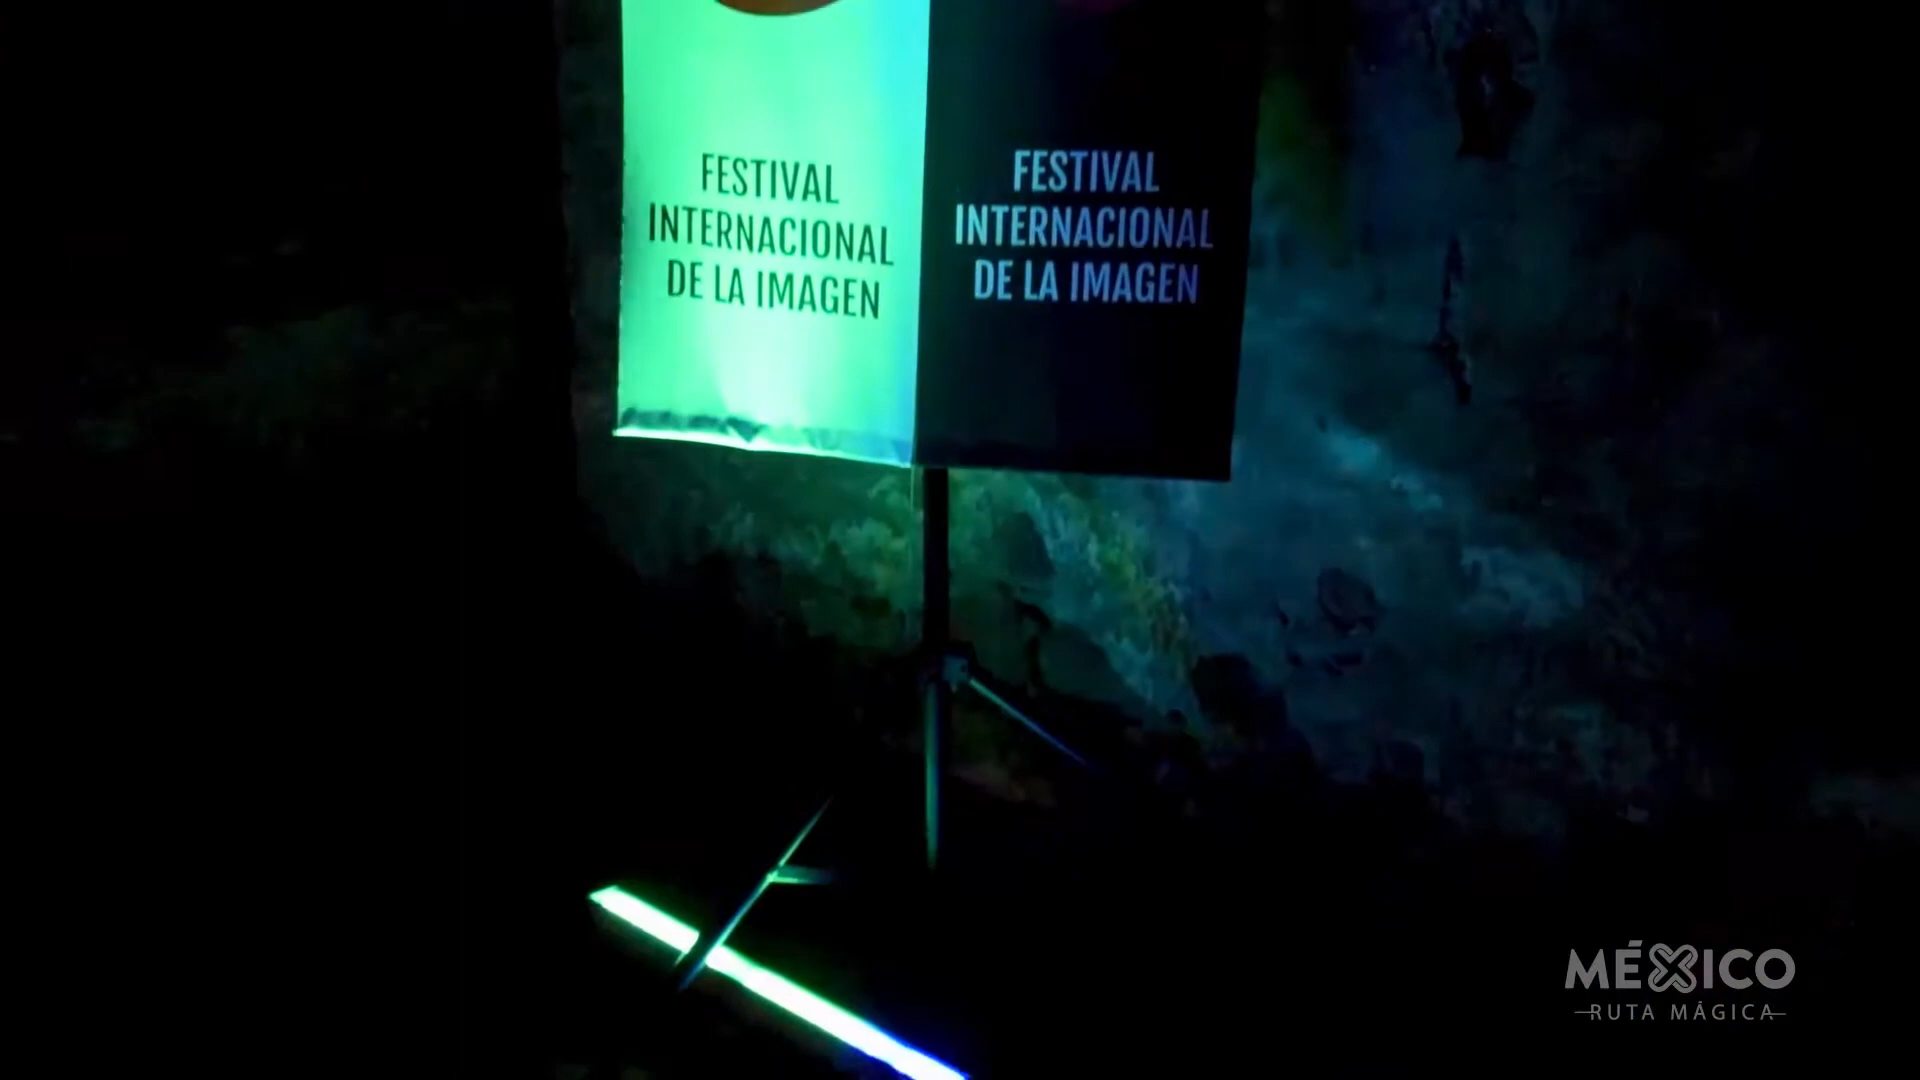 FESTIVAL
INTERNACIONAL
DE LA IMAGEN
FESTIVAL
INTERNACIONAL
DE LA IMAGEN
MÉXICO
RUTA MÁGICA